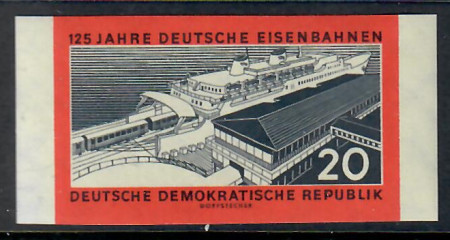 125 JAHRE DEUTSCHE EISENBAHNEN
20
DEUTSCHE DEMOKRATISCHE REPUBLIK